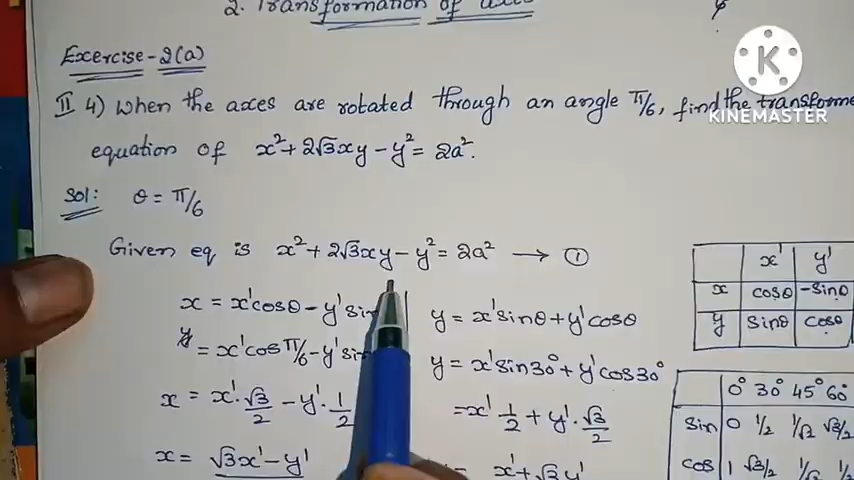 2. Transformation of axes
Exercise-2(a)
II 4) When the axes are rotated through an angle π/6, find the transforme
equation of x²+2√3xy-y²=2a².
Sol: θ = π/6
Given eq is x²+2√3xy-y²=2a² → ①
x = x'cosθ - y'sin
= x'cos π/6 - y'sin
x = x'·√3/2 - y'·1/2
x = √3x'-y'
y = x'sinθ + y'cosθ
y = x'sin30° + y'cos30°
= x' 1/2 + y'·√3/2
= x'+√3y'
x' y'
x cosθ -sinθ
y sinθ cosθ
0° 30° 45° 60°
sin 0 1/2 1/√2 √3/2
cos 1 √3/2 1/√2 1/2
K
KINEMASTER